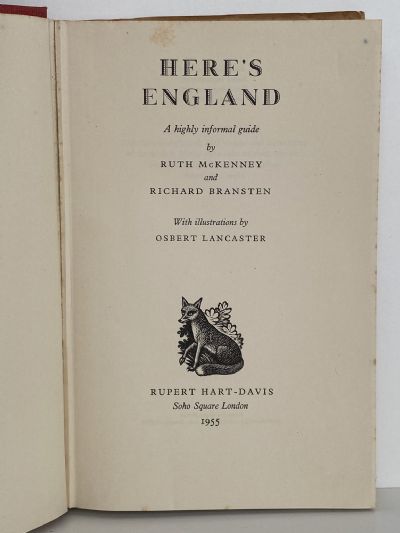 HERE'S
ENGLAND
A highly informal guide
by
RUTH McKENNEY
and
RICHARD BRANSTEN
With illustrations by
OSBERT LANCASTER
RUPERT HART-DAVIS
Soho Square London
1955